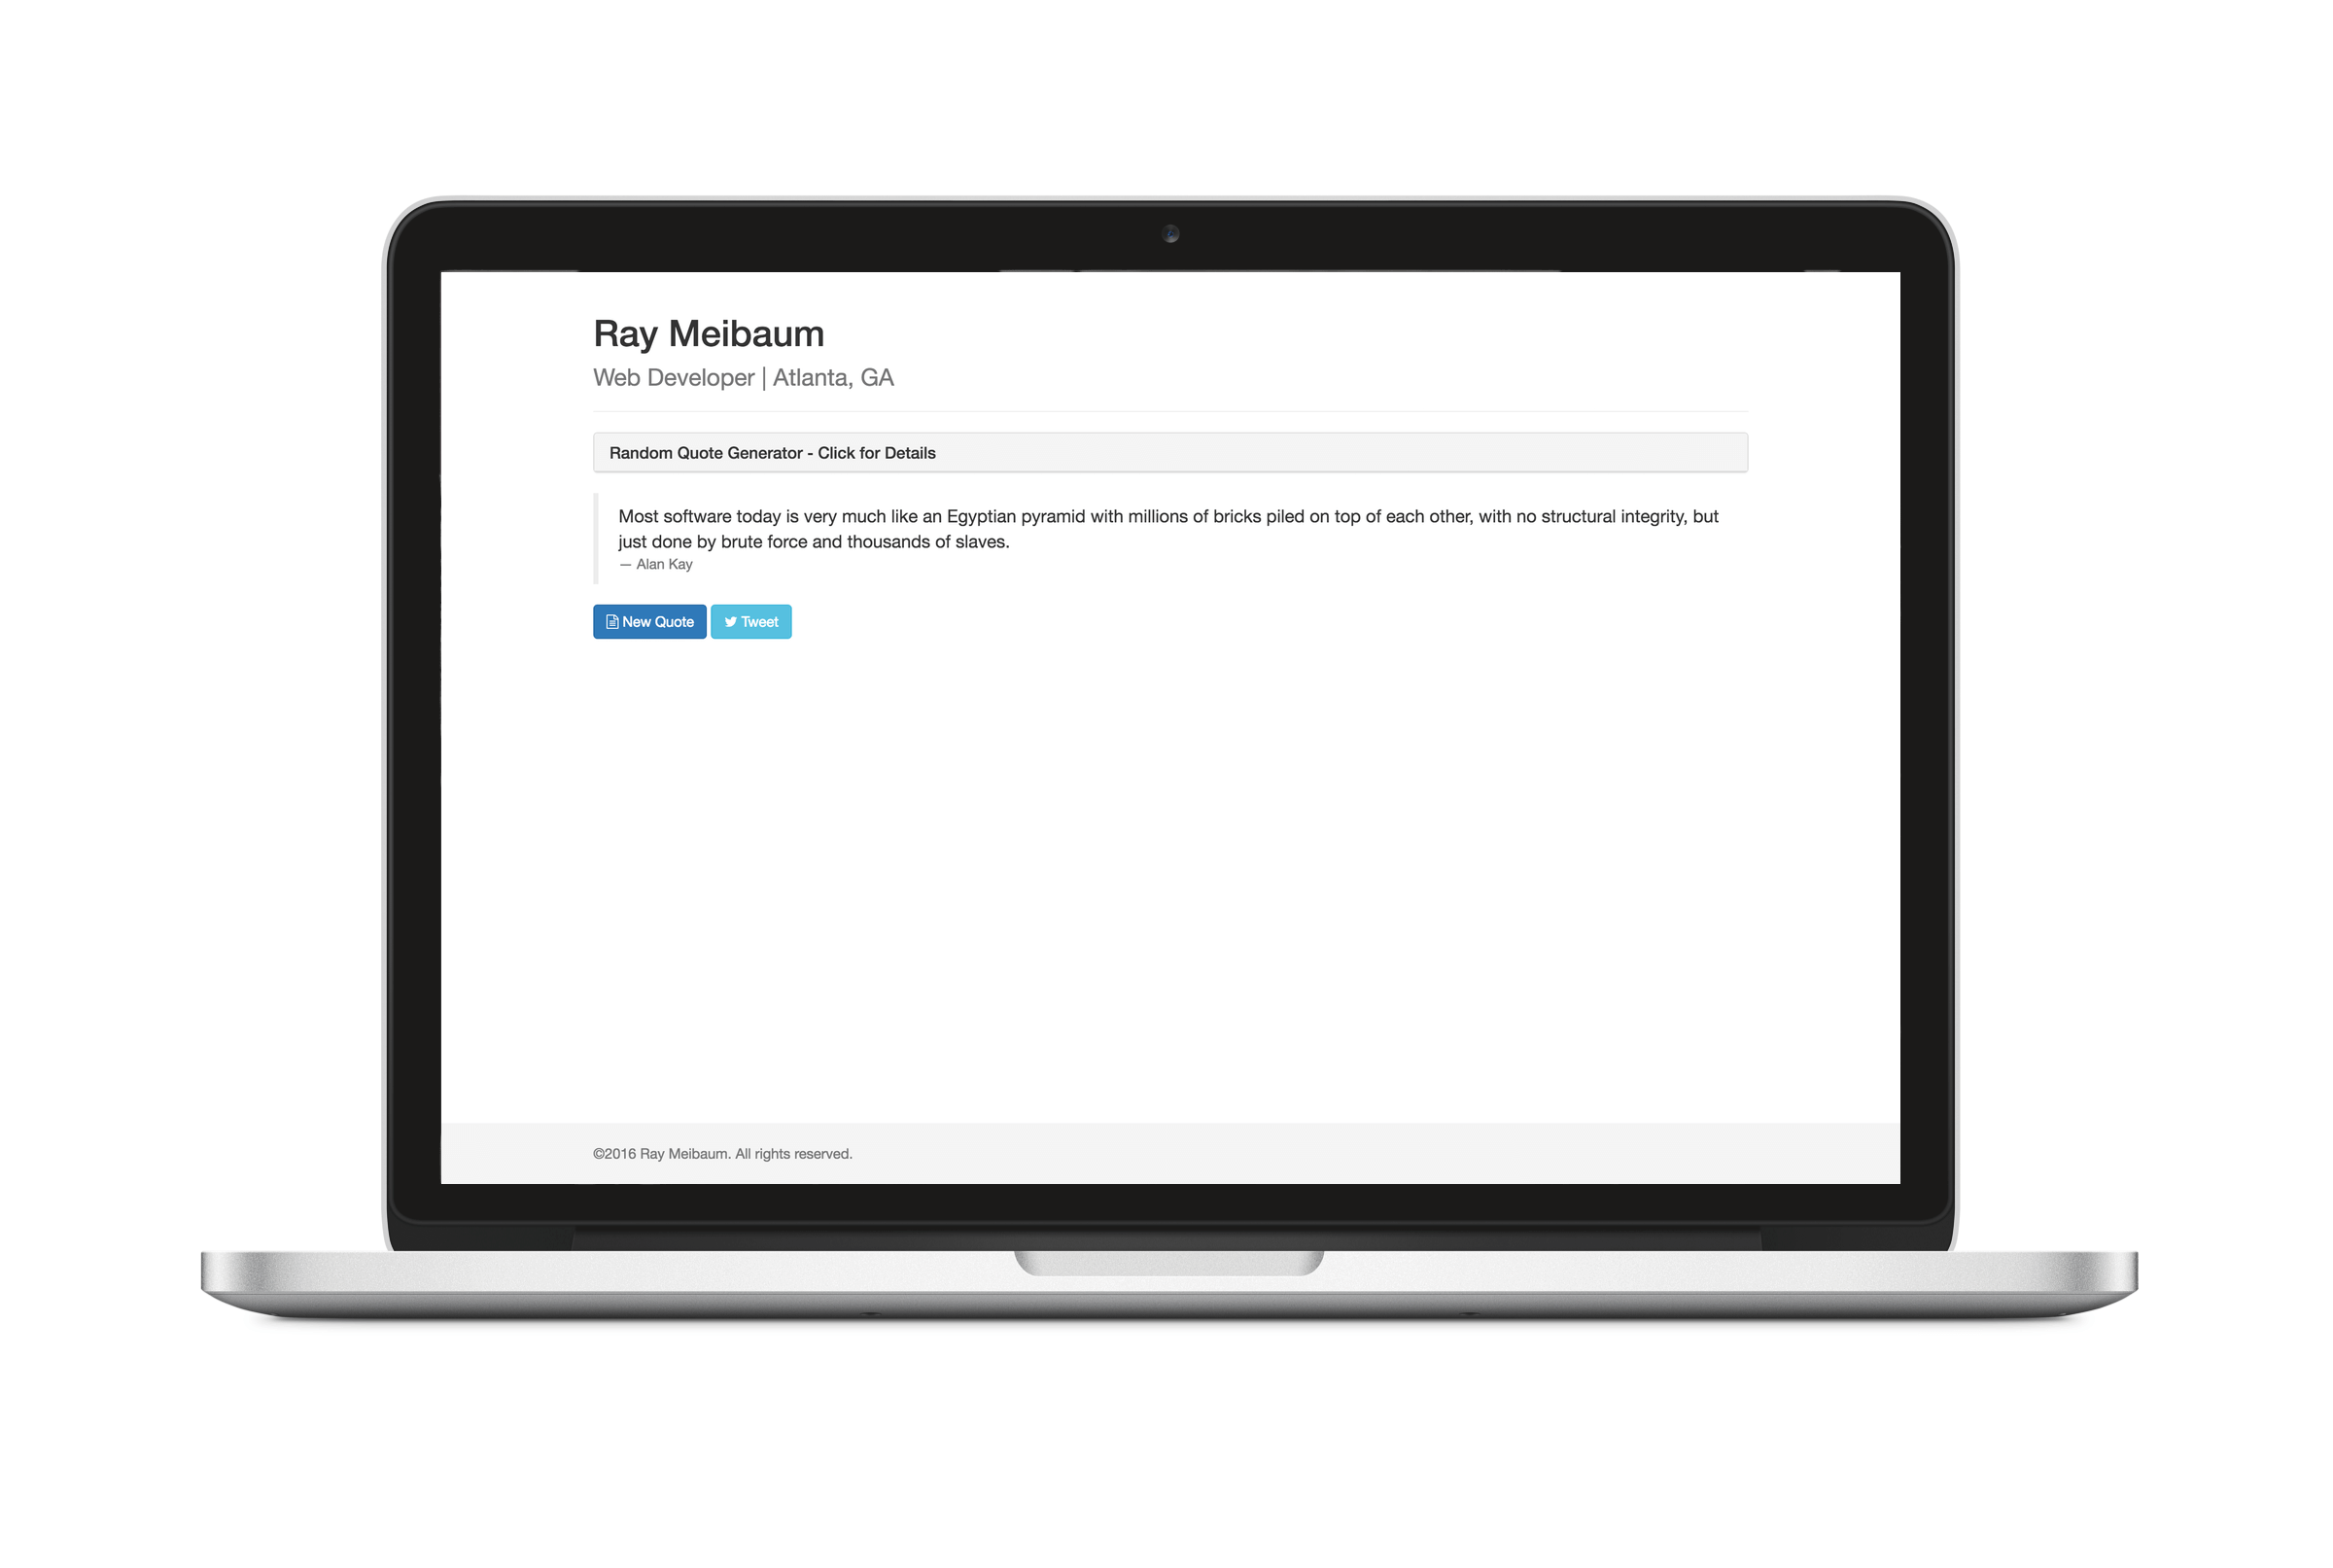 Ray Meibaum
Web Developer | Atlanta, GA
Random Quote Generator - Click for Details
Most software today is very much like an Egyptian pyramid with millions of bricks piled on top of each other, with no structural integrity, but
just done by brute force and thousands of slaves.
— Alan Kay
New Quote Tweet
©2016 Ray Meibaum. All rights reserved.